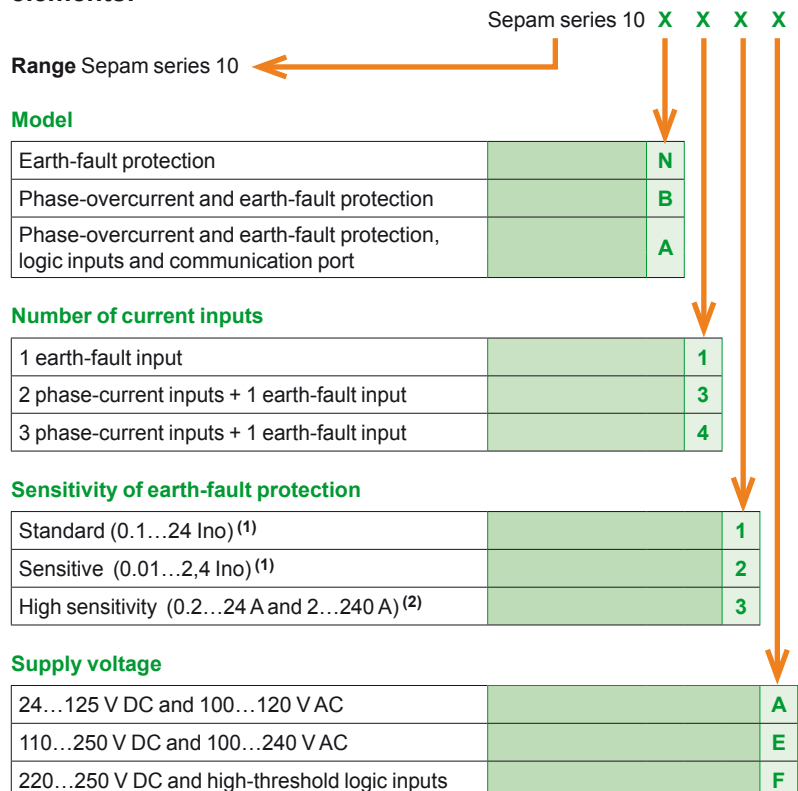 elements:
Sepam series 10 X X X X
Range Sepam series 10
Model
Earth-fault protection N
Phase-overcurrent and earth-fault protection B
Phase-overcurrent and earth-fault protection,
logic inputs and communication port A
Number of current inputs
1 earth-fault input 1
2 phase-current inputs + 1 earth-fault input 3
3 phase-current inputs + 1 earth-fault input 4
Sensitivity of earth-fault protection
Standard (0.1…24 Ino) (1) 1
Sensitive (0.01…2,4 Ino) (1) 2
High sensitivity (0.2…24 A and 2…240 A) (2) 3
Supply voltage
24…125 V DC and 100…120 V AC A
110…250 V DC and 100…240 V AC E
220…250 V DC and high-threshold logic inputs F